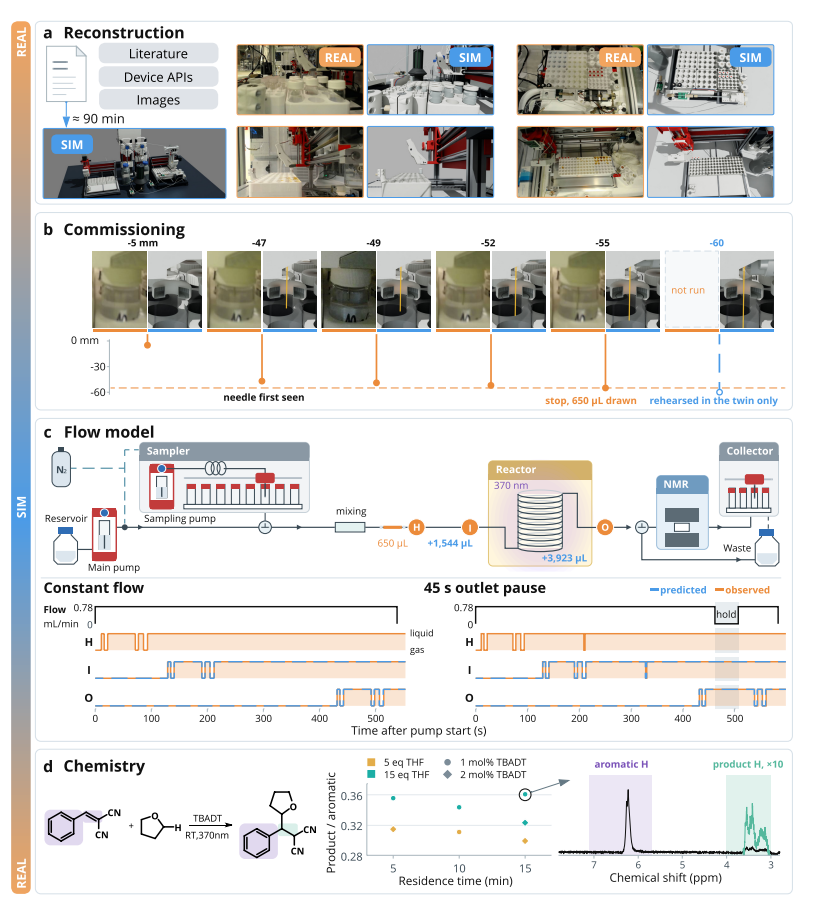 REAL
SIM
REAL
a Reconstruction
Literature
Device APIs
Images
≈ 90 min
SIM
REAL
SIM
REAL
SIM
b Commissioning
-5 mm
-47
-49
-52
-55
-60
not run
0 mm
-30
-60
needle first seen
stop, 650 µL drawn
rehearsed in the twin only
c Flow model
N₂
Sampler
Sampling pump
Reservoir
Main pump
mixing
650 µL
H
+1,544 µL
I
Reactor
370 nm
+3,923 µL
O
NMR
Collector
Waste
Constant flow
Flow
mL/min
0.78
0
H
I
O
liquid
gas
0 100 200 300 400 500
45 s outlet pause
predicted
observed
0.78
0
hold
H
I
O
0 100 200 300 400 500
Time after pump start (s)
d Chemistry
CN
CN
+
O
H
TBADT
RT,370nm
O
CN
CN
5 eq THF
15 eq THF
1 mol% TBADT
2 mol% TBADT
Product / aromatic
0.36
0.32
0.28
5 10 15
Residence time (min)
aromatic H
product H, ×10
7 6 5 4 3
Chemical shift (ppm)